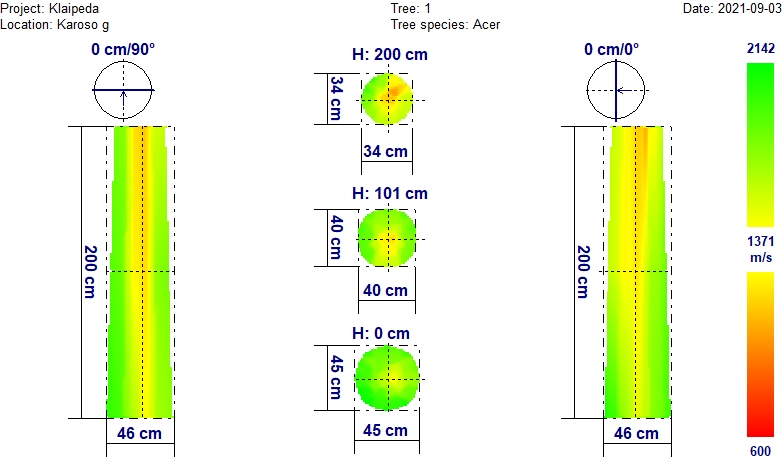 Project: Klaipeda
Tree: 1
Date: 2021-09-03
Location: Karoso g
Tree species: Acer
0 cm/90°
H: 200 cm
0 cm/0°
2142
34 cm
34 cm
H: 101 cm
40 cm
40 cm
200 cm
200 cm
1371
m/s
H: 0 cm
45 cm
45 cm
46 cm
46 cm
600